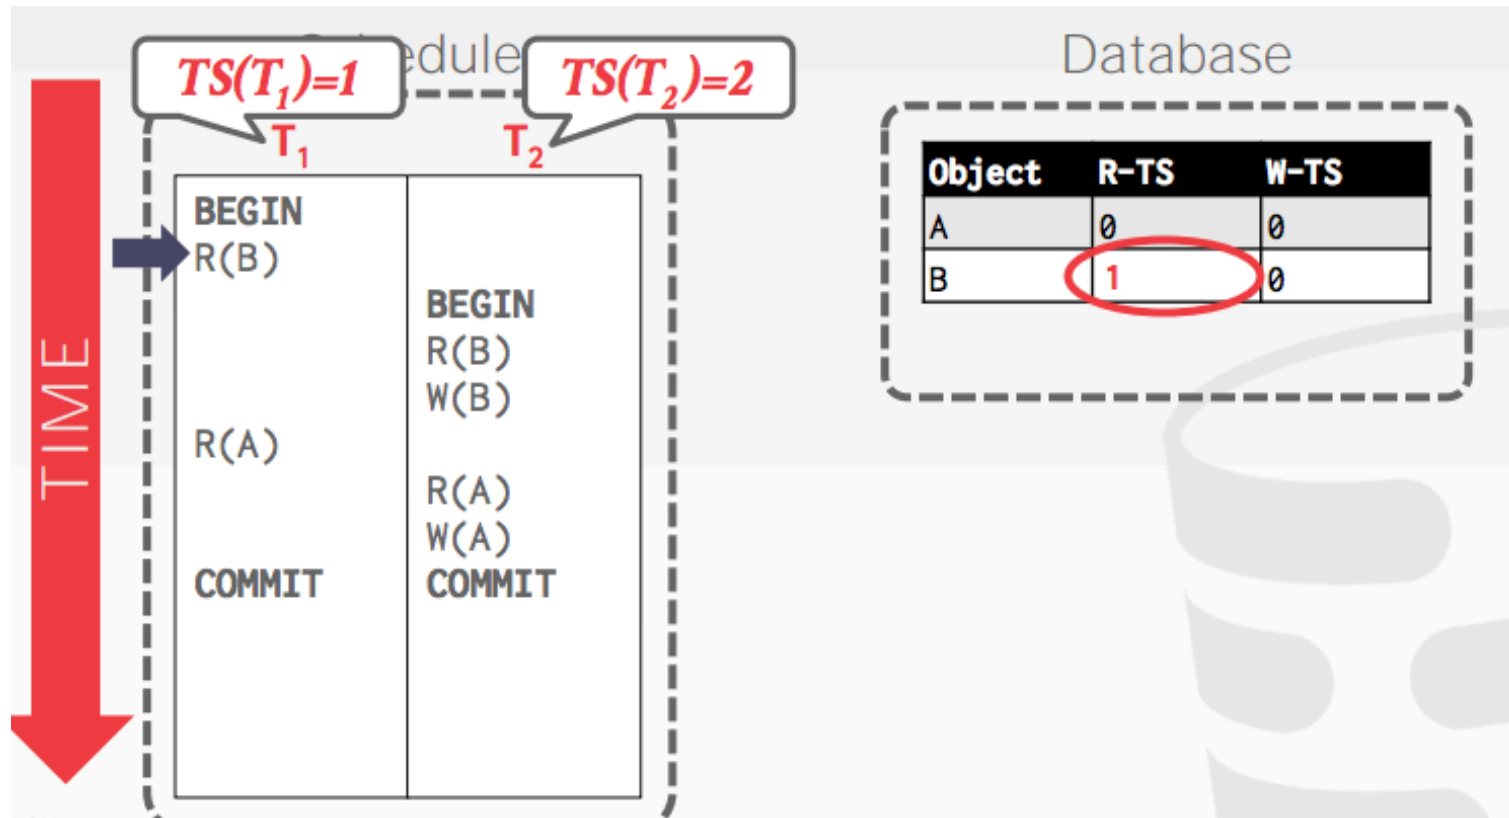 Schedule
Database
TS(T1)=1
TS(T2)=2
T1
T2
TIME
BEGIN
R(B)
BEGIN
R(B)
W(B)
R(A)
R(A)
W(A)
COMMIT
COMMIT
Object R-TS W-TS
A 0 0
B 1 0